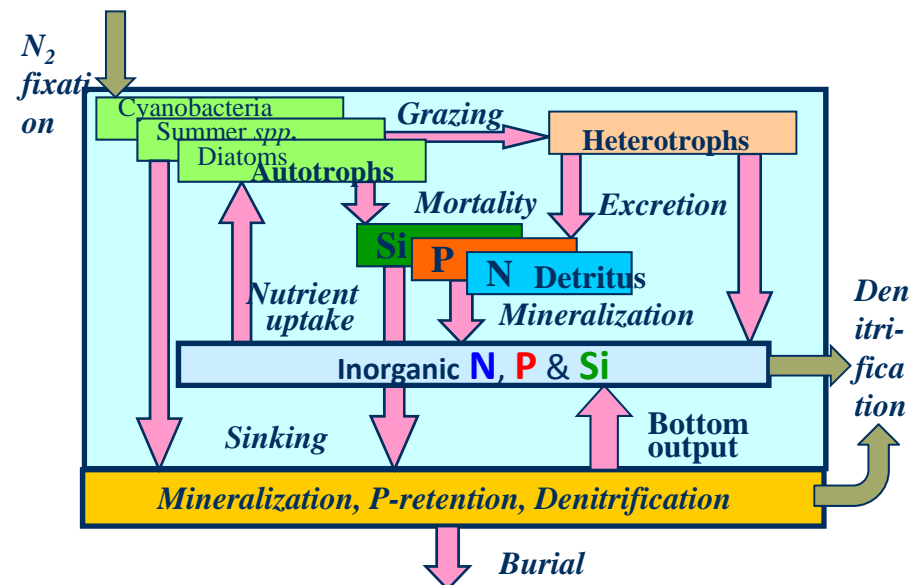 N2
fixati
on
Cyanobacteria
Summer spp.
Diatoms
Autotrophs
Grazing
Heterotrophs
Mortality
Excretion
Si
P
N Detritus
Nutrient
uptake
Mineralization
Den
itri-
fica
tion
Inorganic N, P & Si
Sinking
Bottom
output
Mineralization, P-retention, Denitrification
Burial